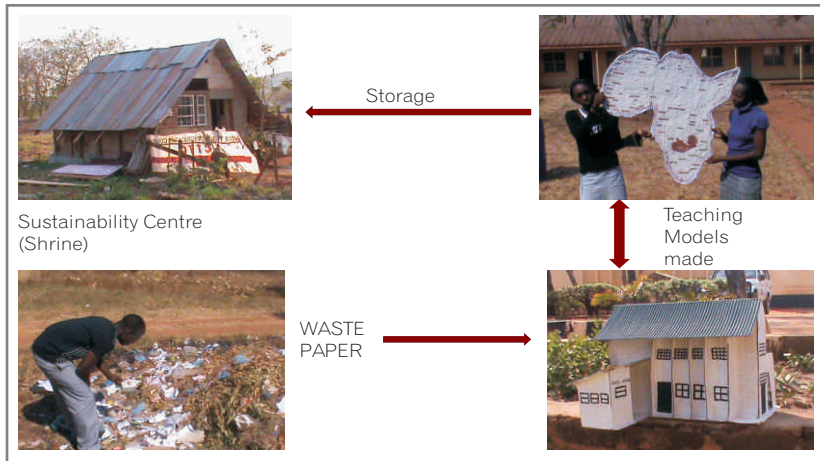 Storage
Sustainability Centre
(Shrine)
Teaching
Models
made
WASTE
PAPER